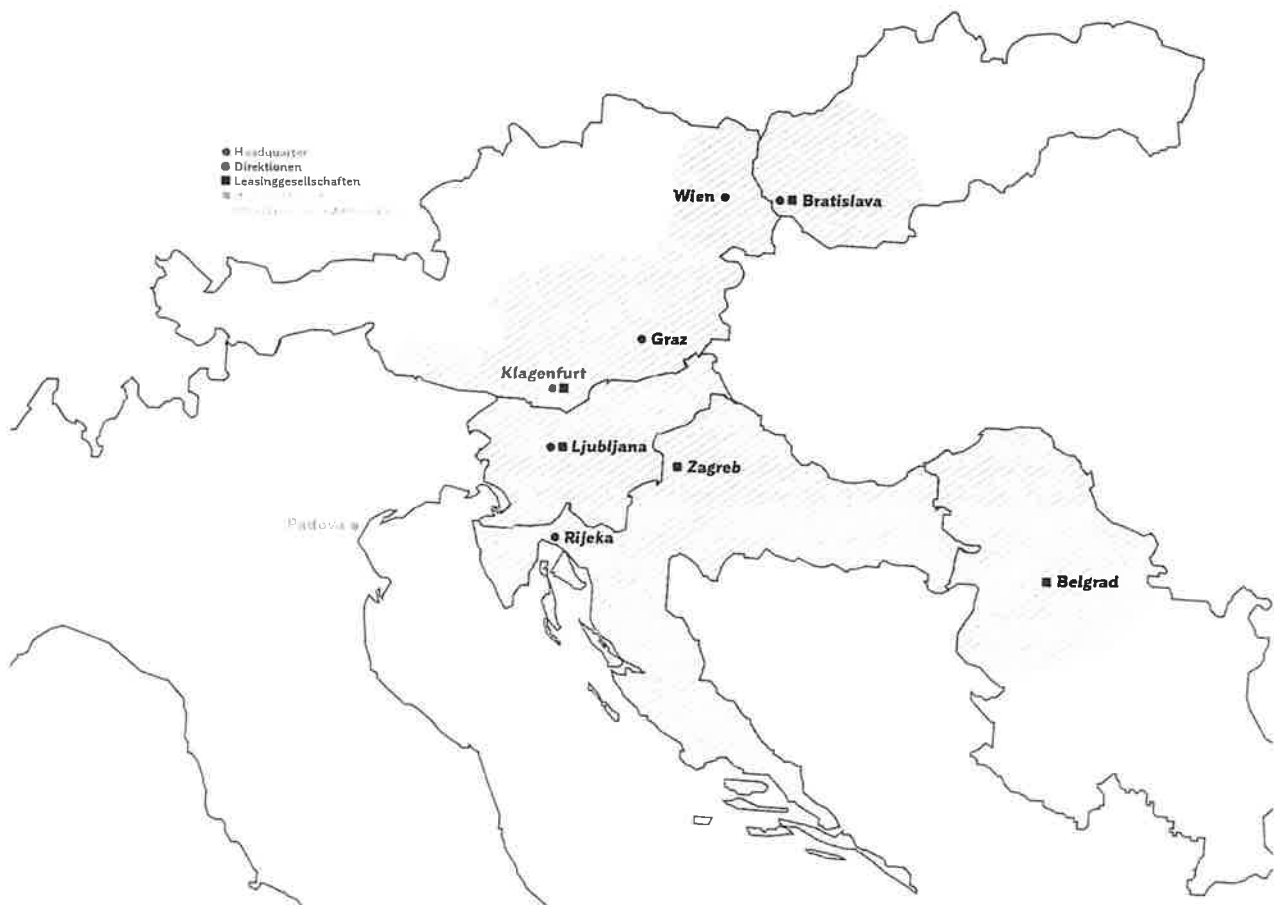 Headquarter
Direktionen
Leasinggesellschaften
Wien
Bratislava
Graz
Klagenfurt
Ljubljana
Zagreb
Padova
Rijeka
Belgrad